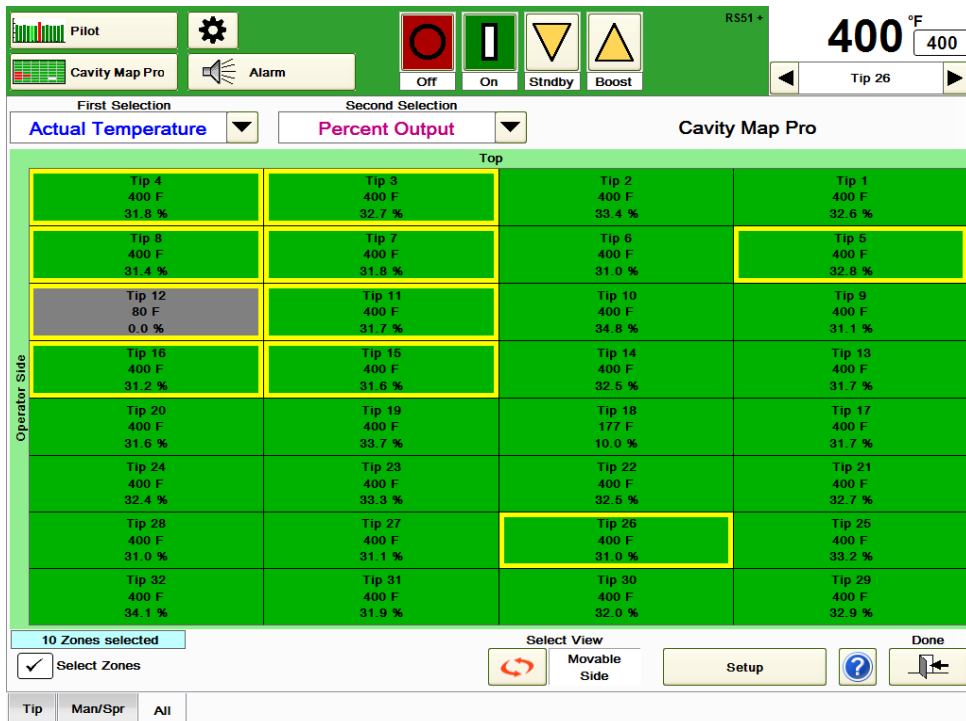 Pilot
RS51 +
400 °F
400
Cavity Map Pro
Alarm
Off
On
Stndby
Boost
Tip 26
First Selection
Second Selection
Actual Temperature
Percent Output
Cavity Map Pro
Top
Operator Side
Tip 4
400 F
31.8 %
Tip 3
400 F
32.7 %
Tip 2
400 F
33.4 %
Tip 1
400 F
32.6 %
Tip 8
400 F
31.4 %
Tip 7
400 F
31.8 %
Tip 6
400 F
31.0 %
Tip 5
400 F
32.8 %
Tip 12
80 F
0.0 %
Tip 11
400 F
31.7 %
Tip 10
400 F
34.8 %
Tip 9
400 F
31.1 %
Tip 16
400 F
31.2 %
Tip 15
400 F
31.6 %
Tip 14
400 F
32.5 %
Tip 13
400 F
31.7 %
Tip 20
400 F
31.6 %
Tip 19
400 F
33.7 %
Tip 18
177 F
10.0 %
Tip 17
400 F
31.7 %
Tip 24
400 F
32.4 %
Tip 23
400 F
33.3 %
Tip 22
400 F
32.5 %
Tip 21
400 F
32.7 %
Tip 28
400 F
31.0 %
Tip 27
400 F
31.1 %
Tip 26
400 F
31.0 %
Tip 25
400 F
33.2 %
Tip 32
400 F
34.1 %
Tip 31
400 F
31.9 %
Tip 30
400 F
32.0 %
Tip 29
400 F
32.9 %
10 Zones selected
Select Zones
Select View
Movable
Side
Setup
?
Done
Tip
Man/Spr
All